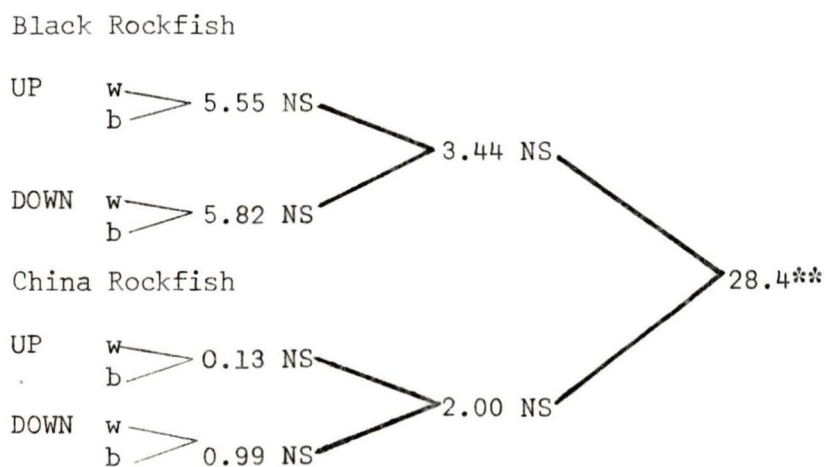 Black Rockfish
UP w
b 5.55 NS
3.44 NS
DOWN w
b 5.82 NS
28.4**
China Rockfish
UP w
b 0.13 NS
2.00 NS
DOWN w
b 0.99 NS